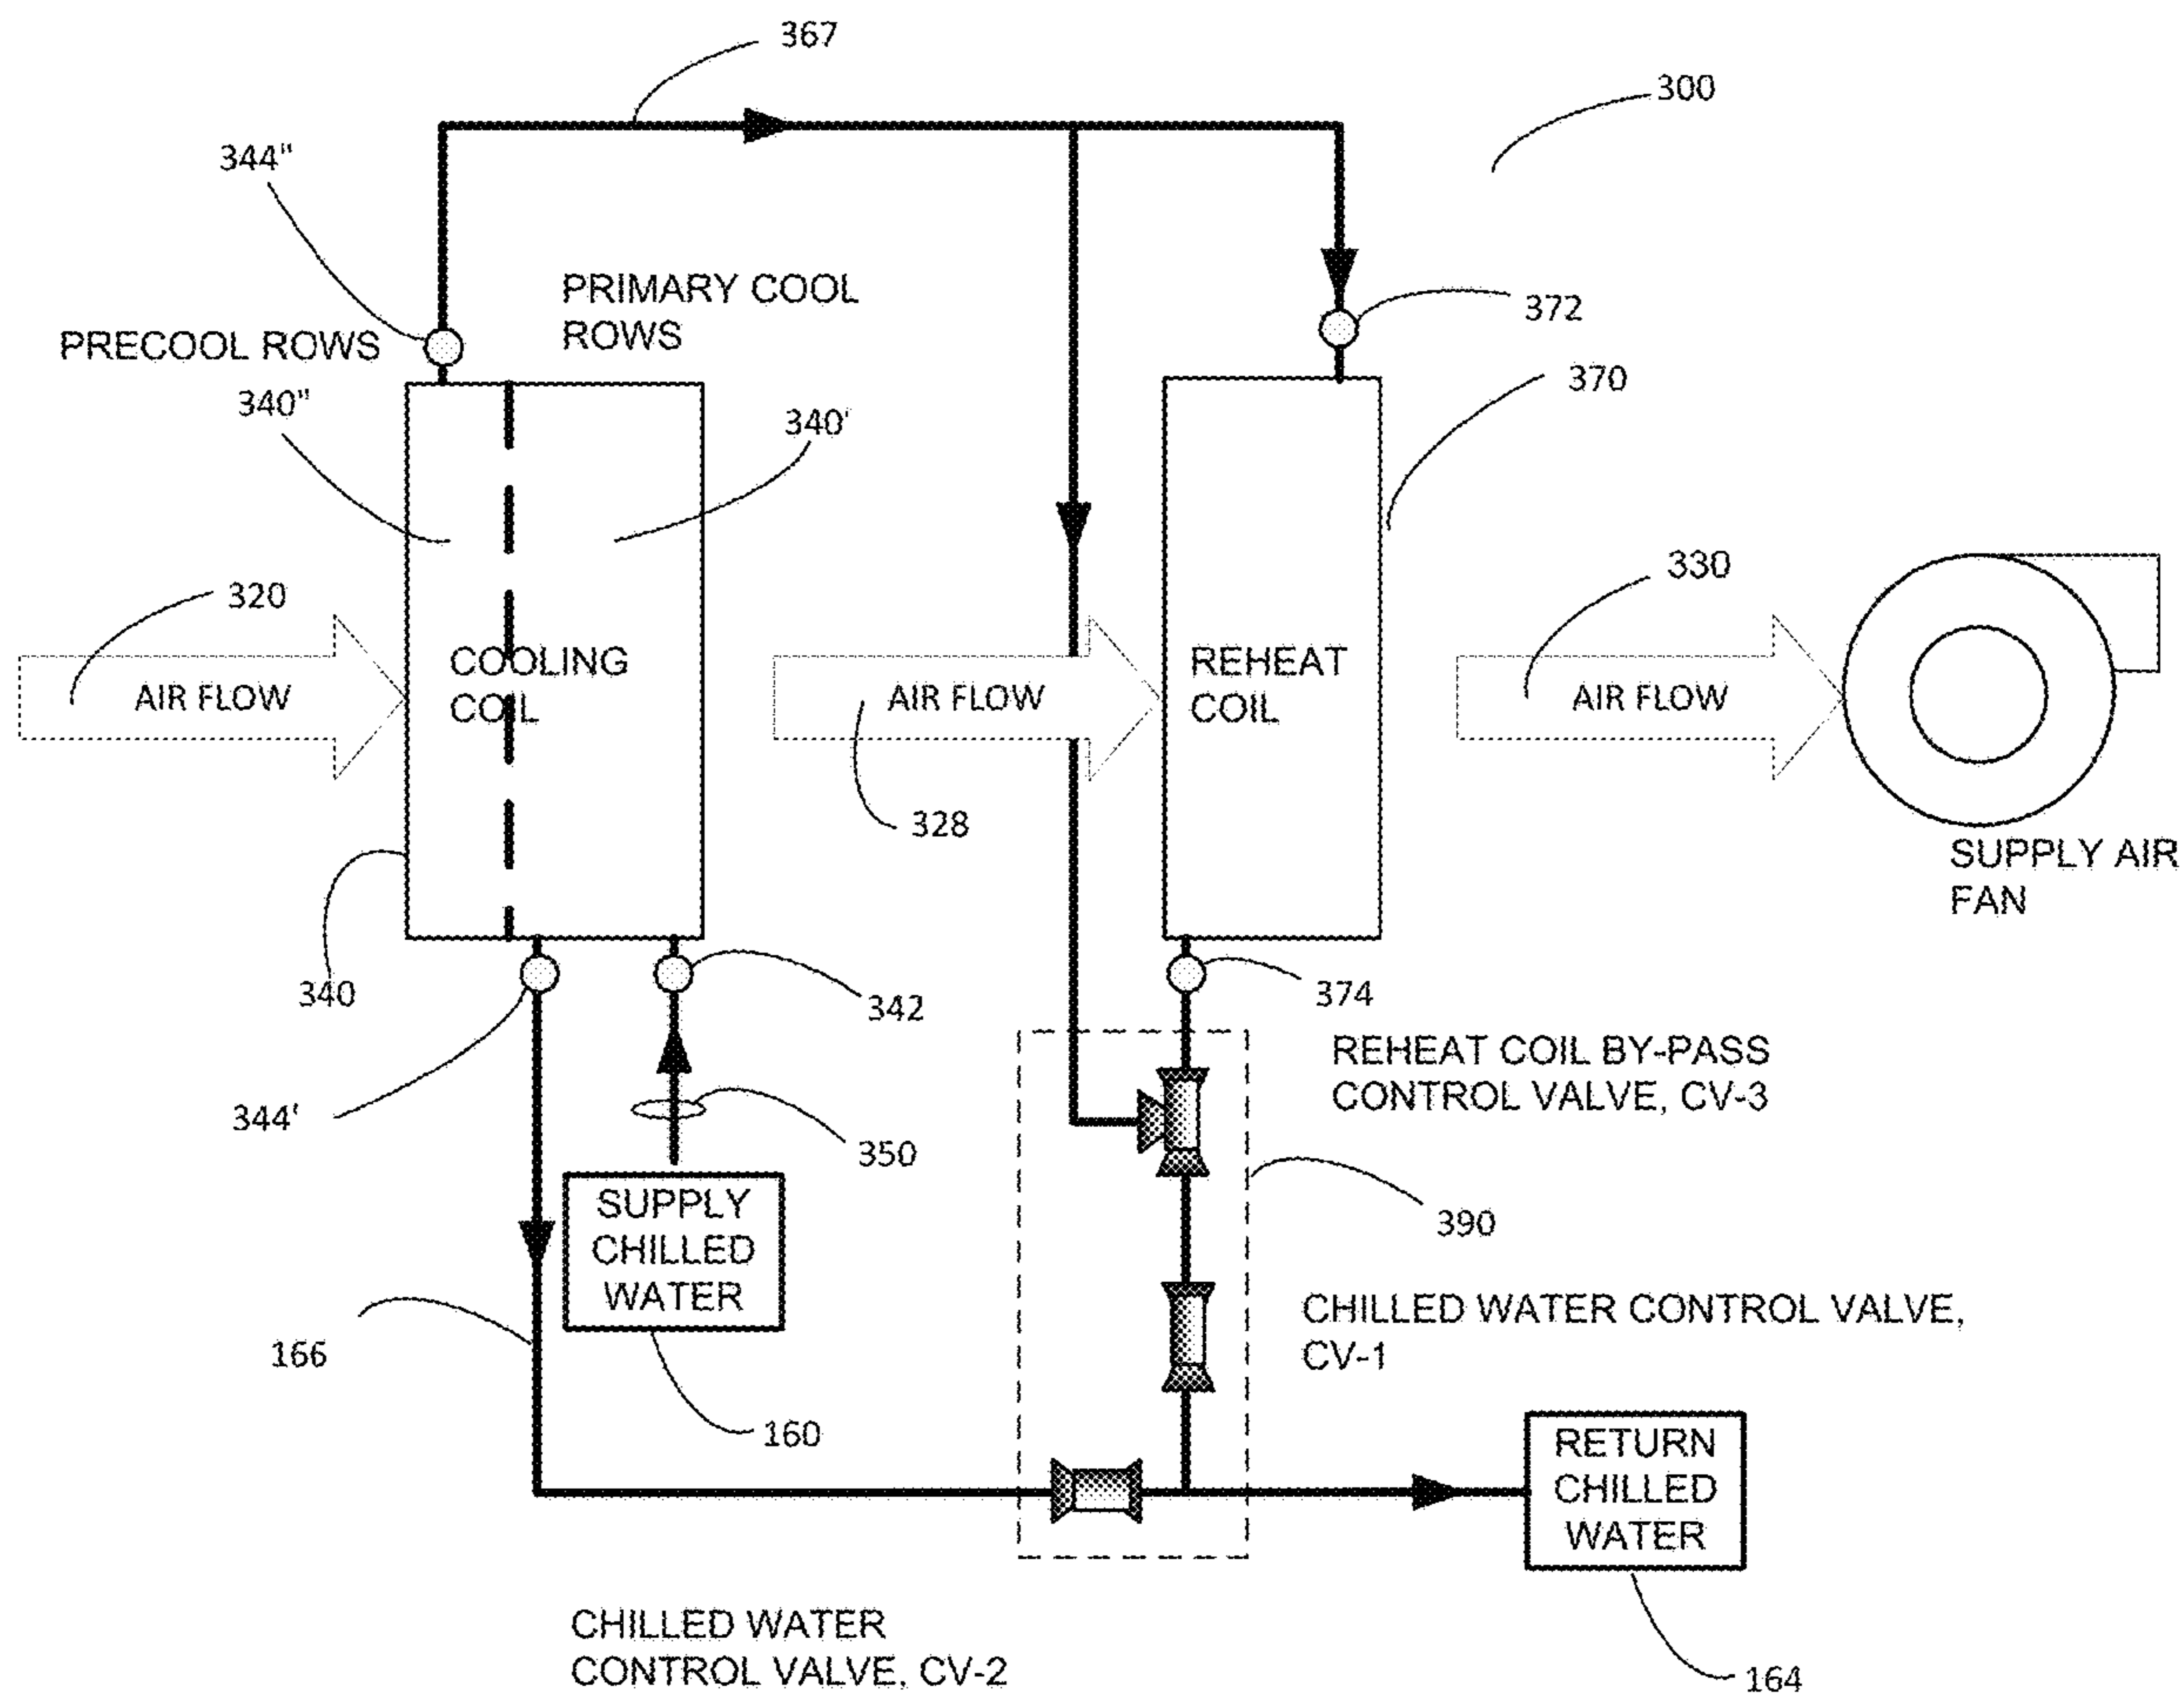 367
300
344"
PRIMARY COOL
ROWS
372
PRECOOL ROWS
370
340"
340'
330
320
COOLING
COIL
REHEAT
COIL
AIR FLOW
AIR FLOW
AIR FLOW
328
SUPPLY AIR
FAN
340
342
374
REHEAT COIL BY-PASS
CONTROL VALVE, CV-3
344'
350
SUPPLY
CHILLED
WATER
390
CHILLED WATER CONTROL VALVE,
CV-1
166
160
RETURN
CHILLED
WATER
CHILLED WATER
CONTROL VALVE, CV-2
164